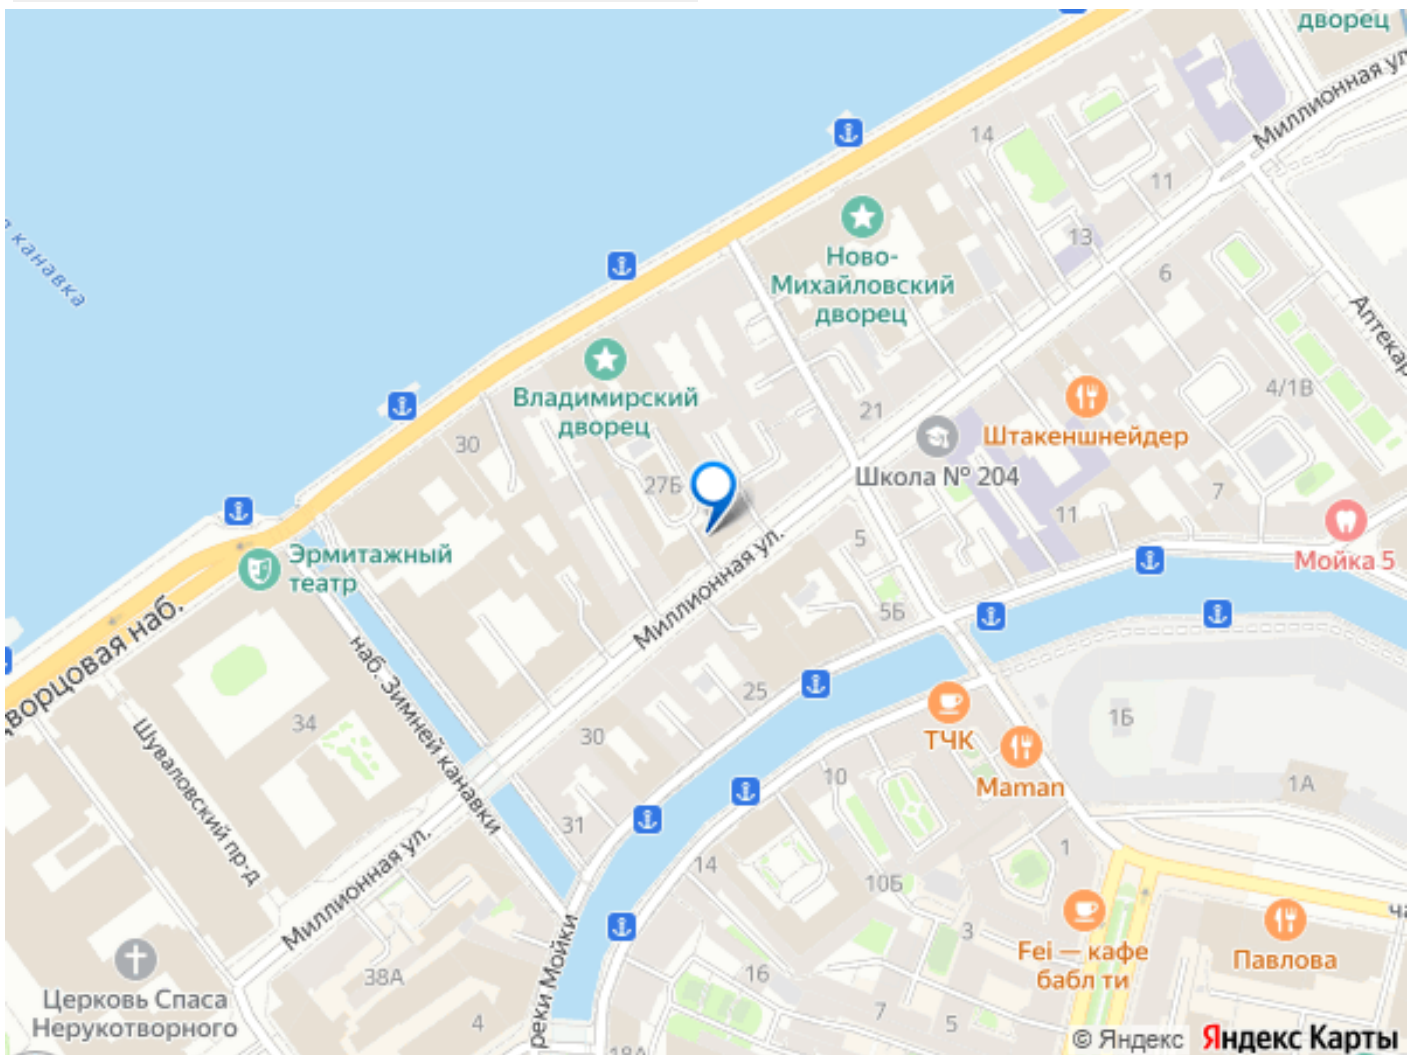 дворец
Миллионная ул.
14
11
13
6
Ново-
Михайловский
дворец
канавка
Аптекар
Владимирский
дворец
30
21
4/1В
Штакеншнейдер
Школа № 204
27Б
7
11
5
Мойка 5
Эрмитажный
театр
Миллионная ул.
5Б
Дворцовая наб.
наб. Зимней канавки
25
34
1Б
ТЧК
Maman
30
10
1А
Шуваловский пр-д
31
1
14
10Б
Миллионная ул.
реки Мойки
3
Fei — кафе
бабл ти
Павлова
38А
16
Церковь Спаса
Нерукотворного
4
7
5
18А
© Яндекс Яндекс Карты